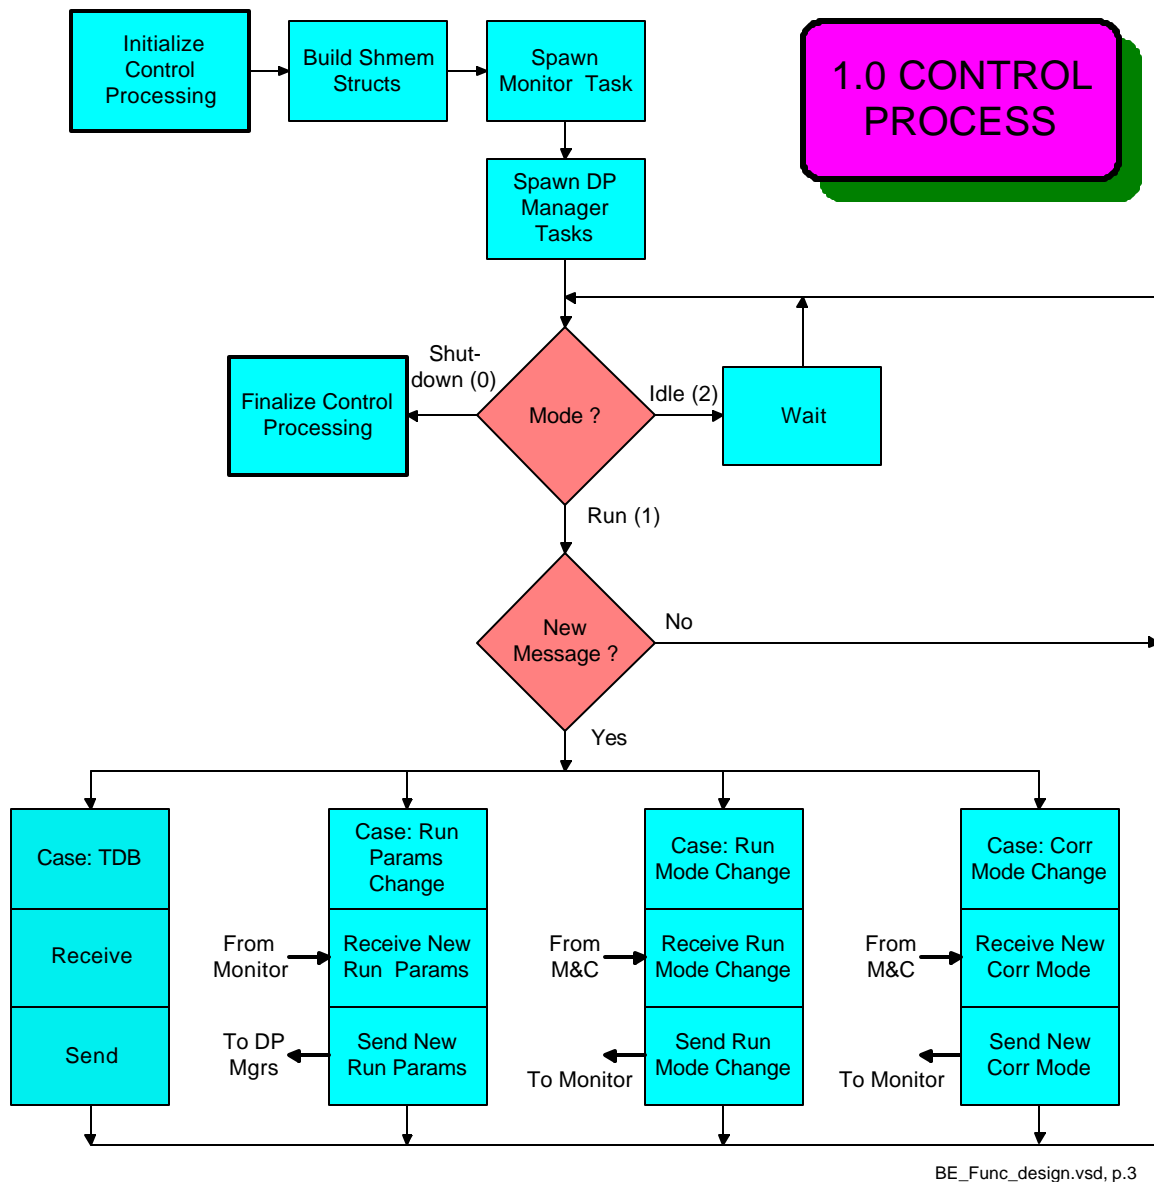 Initialize
Control
Processing
Build Shmem
Structs
Spawn
Monitor Task
1.0 CONTROL
PROCESS
Spawn DP
Manager
Tasks
Shut-
down (0)
Finalize Control
Processing
Mode ?
Idle (2)
Wait
Run (1)
New
Message ?
No
Yes
Case: TDB
Receive
Send
Case: Run
Params
Change
From
Monitor
Receive New
Run Params
To DP
Mgrs
Send New
Run Params
Case: Run
Mode Change
From
M&C
Receive Run
Mode Change
Send Run
Mode Change
To Monitor
Case: Corr
Mode Change
From
M&C
Receive New
Corr Mode
Send New
Corr Mode
To Monitor
BE_Func_design.vsd, p.3